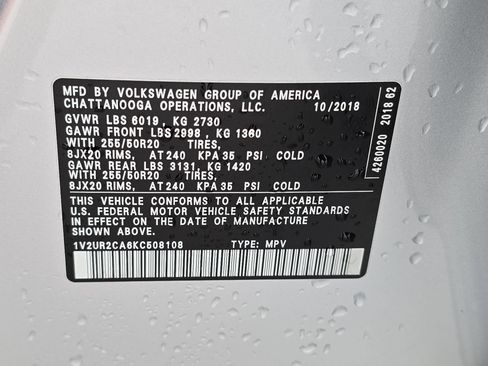 MFD BY VOLKSWAGEN GROUP OF AMERICA
CHATTANOOGA OPERATIONS, LLC. 10/2018
GVWR LBS 6019 , KG 2730
GAWR FRONT LBS 2998 , KG 1360
WITH 255/50R20 TIRES,
8JX20 RIMS, AT 240 KPA 35 PSI COLD
GAWR REAR LBS 3131, KG 1420
WITH 255/50R20 TIRES,
8JX20 RIMS, AT 240 KPA 35 PSI COLD
THIS VEHICLE CONFORMS TO ALL APPLICABLE
U.S. FEDERAL MOTOR VEHICLE SAFETY STANDARDS
IN EFFECT ON THE DATE OF MANUFACTURE
SHOWN ABOVE.
1V2UR2CA6KC508108 TYPE: MPV
4260020 2018 62